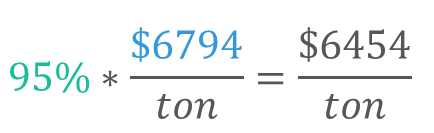 $6794 $6454
95% * ——— = ———
ton ton